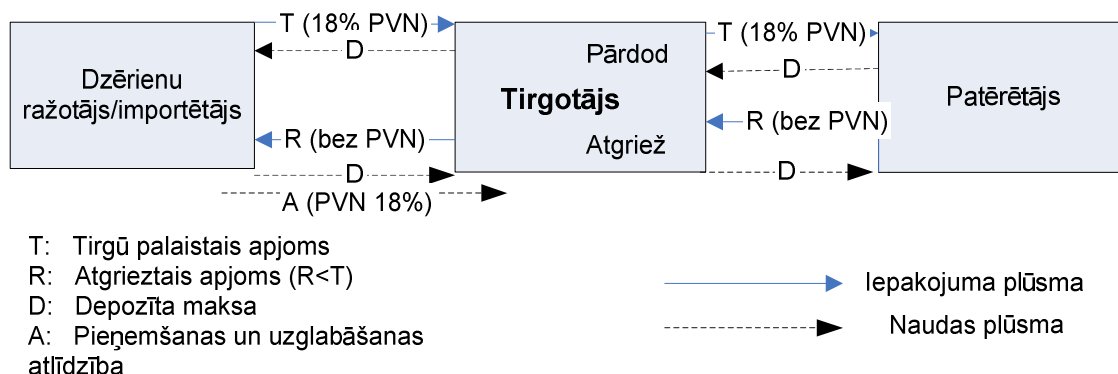 T (18% PVN)
D
Dzērienu
ražotājs/importētājs
R (bez PVN)
D
A (PVN 18%)
Pārdod
Tirgotājs
Atgriež
T (18% PVN)
D
R (bez PVN)
D
Patērētājs
T: Tirgū palaistais apjoms
R: Atgrieztais apjoms (R<T)
D: Depozīta maksa
A: Pieņemšanas un uzglabāšanas
atlīdzība
Iepakojuma plūsma
Naudas plūsma